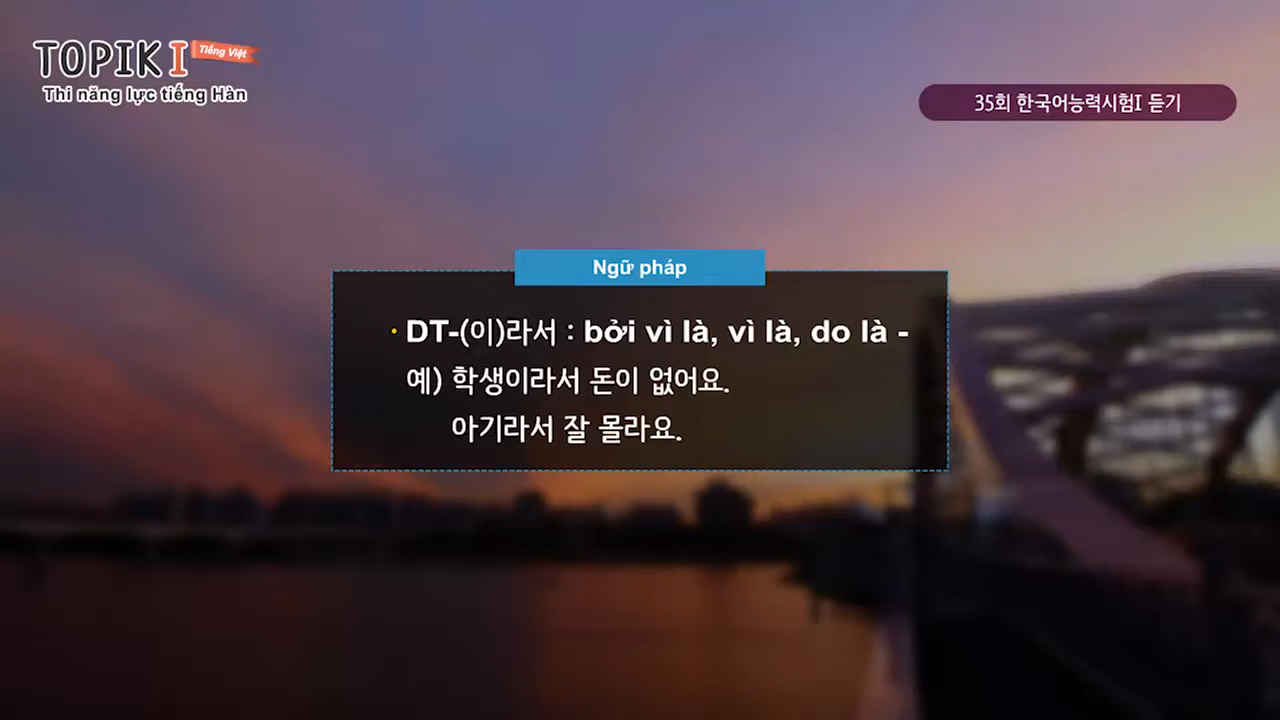 TOPIK I Tiếng Việt
Thi năng lực tiếng Hàn
35회 한국어능력시험I 듣기
Ngữ pháp
· DT-(이)라서 : bởi vì là, vì là, do là -
예) 학생이라서 돈이 없어요.
아기라서 잘 몰라요.